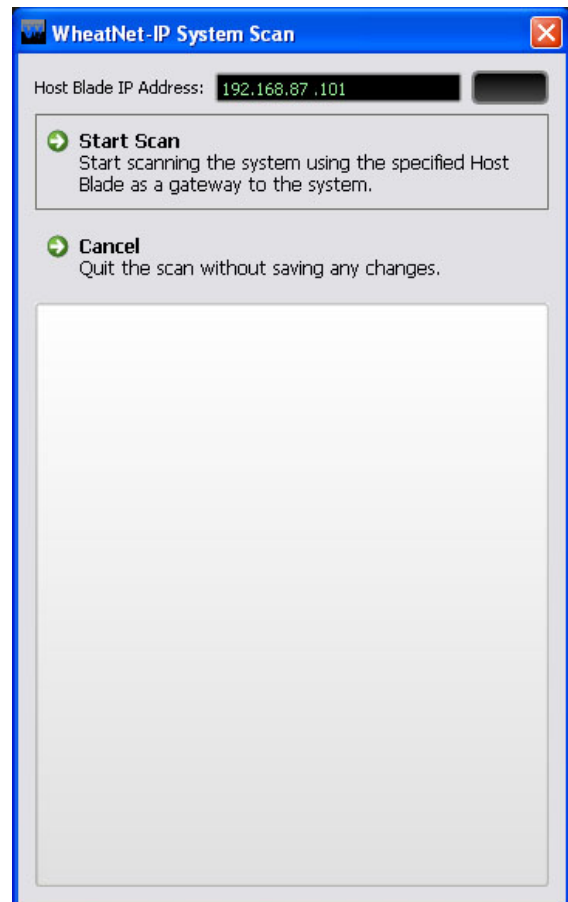 WheatNet-IP System Scan
Host Blade IP Address: 192.168.87 .101
Start Scan
Start scanning the system using the specified Host
Blade as a gateway to the system.
Cancel
Quit the scan without saving any changes.